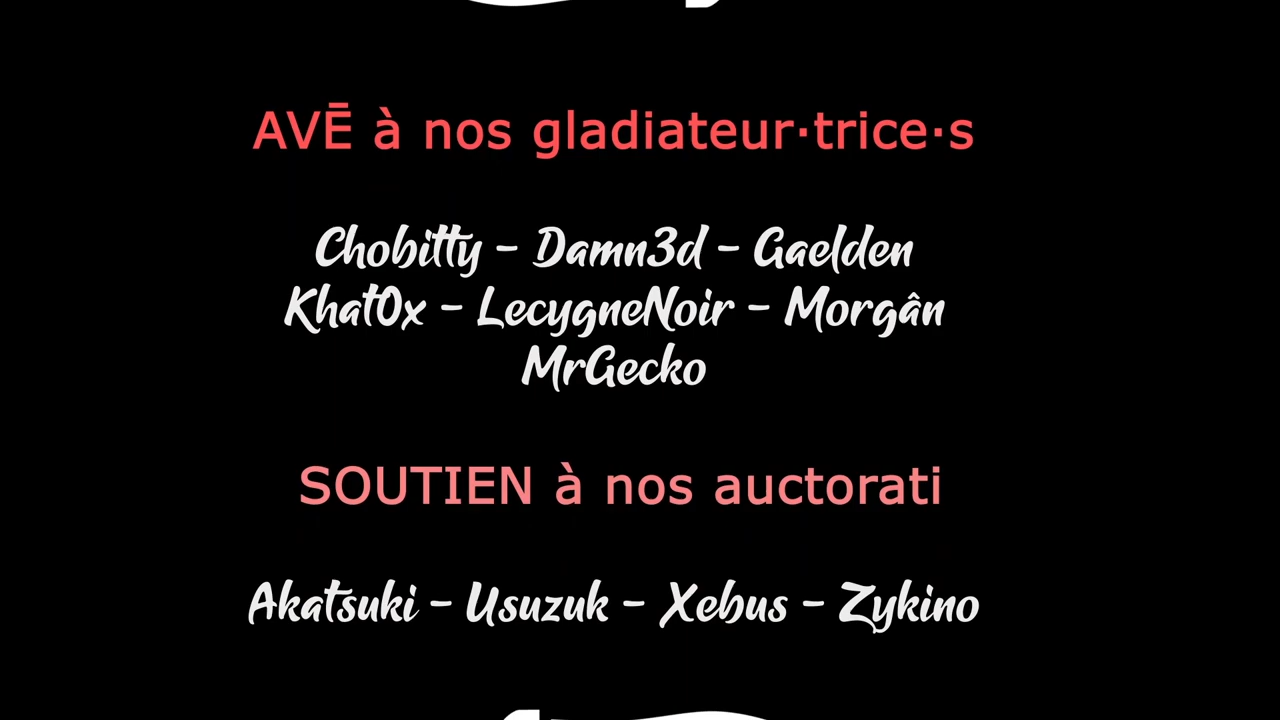 AVĒ à nos gladiateur·trice·s
Chobitty - Damn3d - Gaelden
Khat0x - LecygneNoir - Morgân
MrGecko
SOUTIEN à nos auctorati
Akatsuki - Usuzuk - Xebus - Zykino